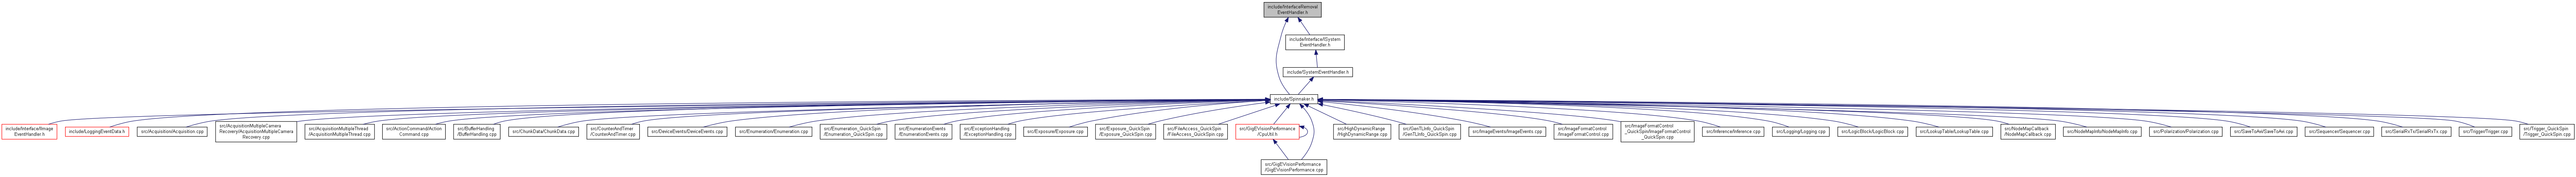 include/InterfaceRemoval
EventHandler.h
include/Interface/ISystem
EventHandler.h
include/SystemEventHandler.h
include/Spinnaker.h
include/Interface/IImage
EventHandler.h
include/LoggingEventData.h
src/Acquisition/Acquisition.cpp
src/AcquisitionMultipleCamera
Recovery/AcquistionMultipleCamera
Recovery.cpp
src/AcquisitionMultipleThread
/AcquisitionMultipleThread.cpp
src/ActionCommand/Action
Command.cpp
src/BufferHandling
/BufferHandling.cpp
src/ChunkData/ChunkData.cpp
src/CounterAndTimer
/CounterAndTimer.cpp
src/DeviceEvents/DeviceEvents.cpp
src/Enumeration/Enumeration.cpp
src/Enumeration_QuickSpin
/Enumeration_QuickSpin.cpp
src/EnumerationEvents
/EnumerationEvents.cpp
src/ExceptionHandling
/ExceptionHandling.cpp
src/Exposure/Exposure.cpp
src/Exposure_QuickSpin
/Exposure_QuickSpin.cpp
src/FileAccess_QuickSpin
/FileAccess_QuickSpin.cpp
src/GigEVisionPerformance
/CpuUtil.h
src/HighDynamicRange
/HighDynamicRange.cpp
src/GenTLInfo_QuickSpin
/GenTLInfo_QuickSpin.cpp
src/ImageEvents/ImageEvents.cpp
src/ImageFormatControl
/ImageFormatControl.cpp
src/ImageFormatControl
_QuickSpin/ImageFormatControl
_QuickSpin.cpp
src/Inference/Inference.cpp
src/Logging/Logging.cpp
src/LogicBlock/LogicBlock.cpp
src/LookupTable/LookupTable.cpp
src/NodeMapCallback
/NodeMapCallback.cpp
src/NodeMapInfo/NodeMapInfo.cpp
src/Polarization/Polarization.cpp
src/SaveToAvi/SaveToAvi.cpp
src/Sequencer/Sequencer.cpp
src/SerialRxTx/SerialRxTx.cpp
src/Trigger/Trigger.cpp
src/Trigger_QuickSpin
/Trigger_QuickSpin.cpp
src/GigEVisionPerformance
/GigEVisionPerformance.cpp